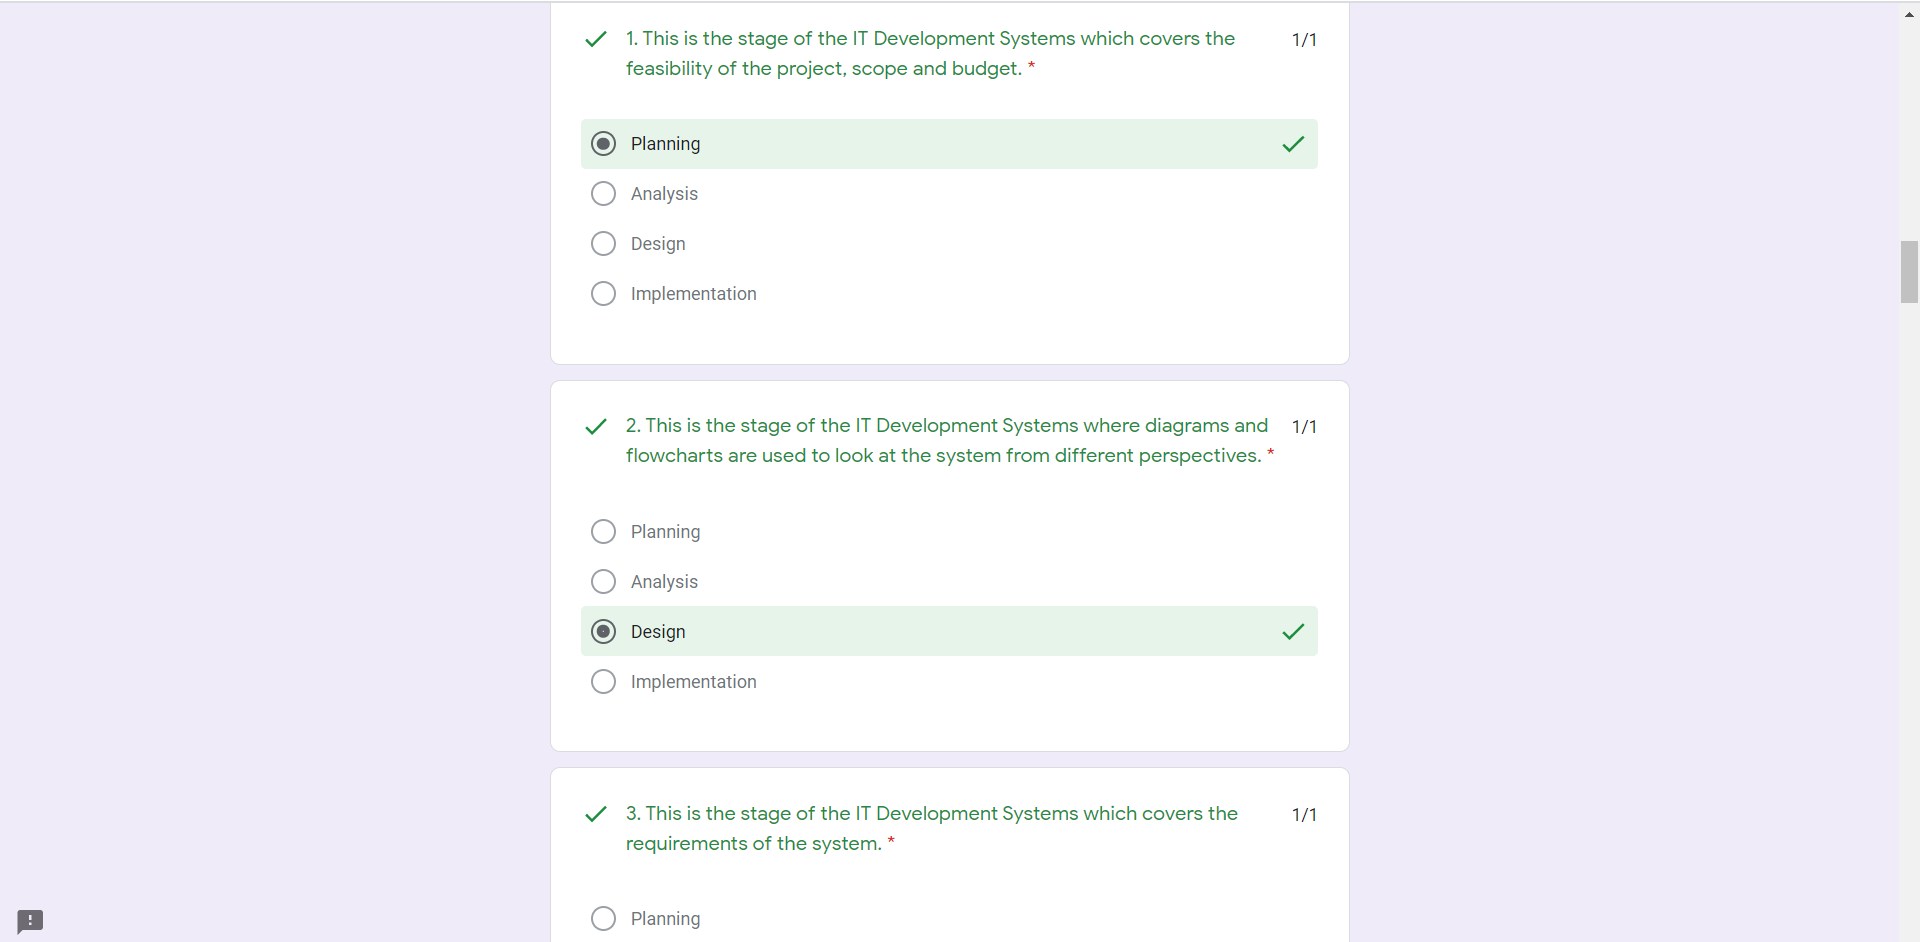 1. This is the stage of the IT Development Systems which covers the 1/1
feasibility of the project, scope and budget. *
Planning
Analysis
Design
Implementation
2. This is the stage of the IT Development Systems where diagrams and 1/1
flowcharts are used to look at the system from different perspectives. *
Planning
Analysis
Design
Implementation
3. This is the stage of the IT Development Systems which covers the 1/1
requirements of the system. *
Planning